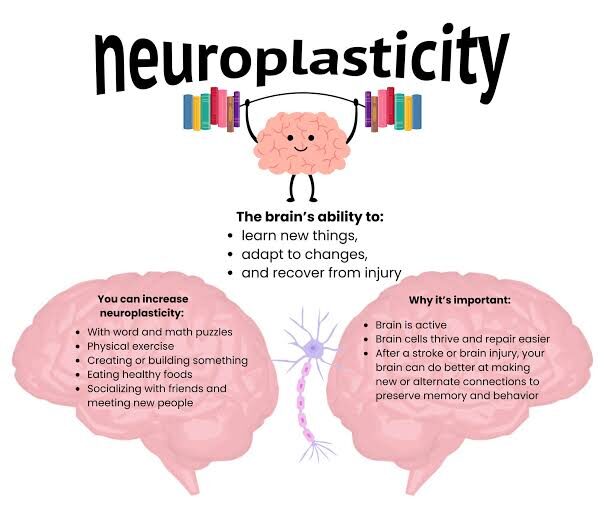 neuroplasticity
The brain's ability to:
• learn new things,
• adapt to changes,
• and recover from injury
You can increase
neuroplasticity:
• With word and math puzzles
• Physical exercise
• Creating or building something
• Eating healthy foods
• Socializing with friends and
meeting new people
Why it's important:
• Brain is active
• Brain cells thrive and repair easier
• After a stroke or brain injury, your
brain can do better at making
new or alternate connections to
preserve memory and behavior